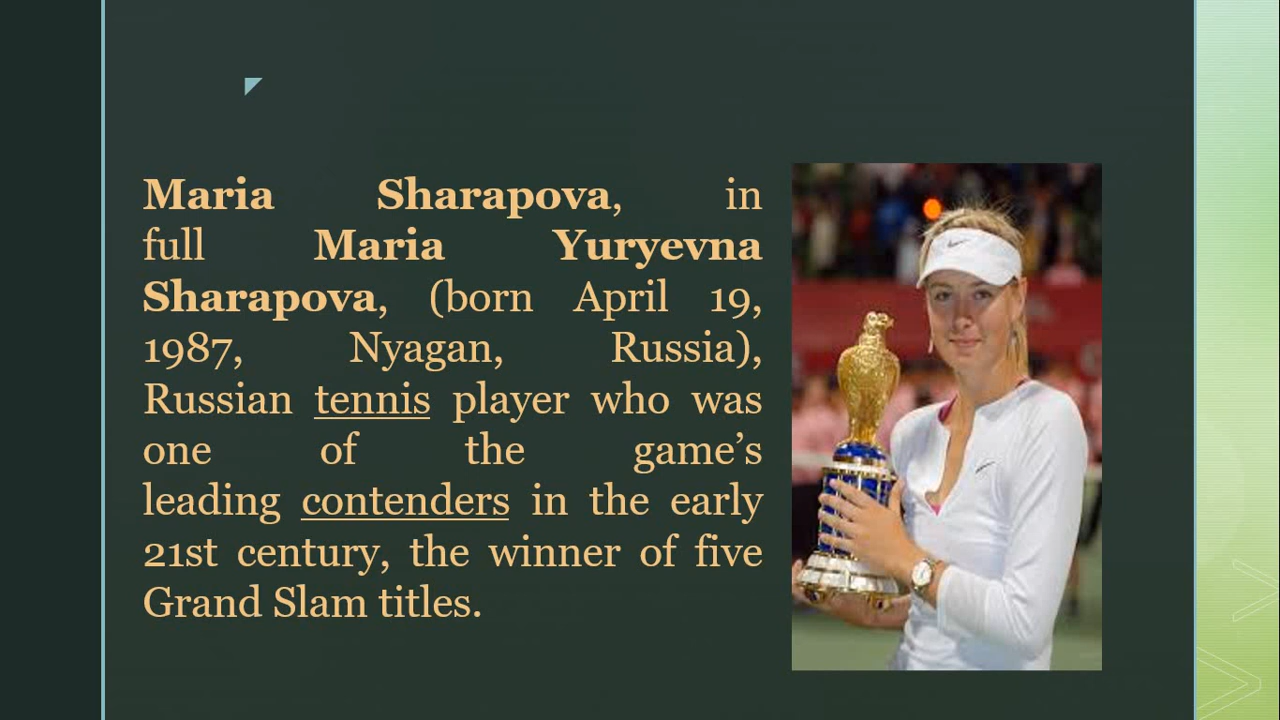 Maria Sharapova, in
full Maria Yuryevna
Sharapova, (born April 19,
1987, Nyagan, Russia),
Russian tennis player who was
one of the game’s
leading contenders in the early
21st century, the winner of five
Grand Slam titles.